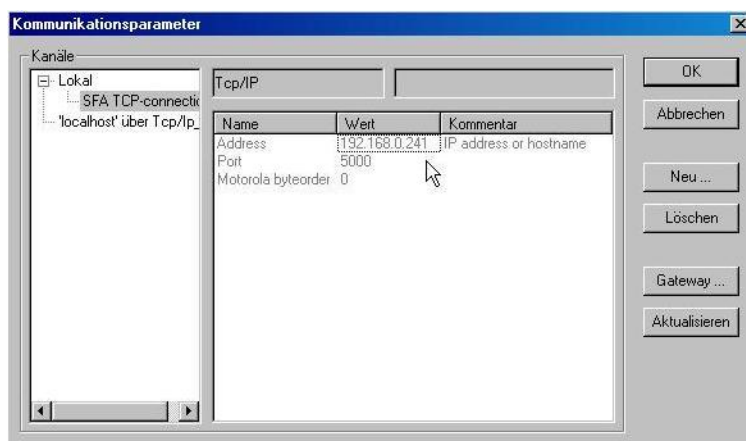 Kommunikationsparameter
Kanäle
Lokal
SFA TCP-connectic
'localhost' über Tcp/Ip_
Tcp/IP
Name Wert Kommentar
Address 192.168.0.241 IP address or hostname
Port 5000
Motorola byteorder 0
OK
Abbrechen
Neu ...
Löschen
Gateway ...
Aktualisieren